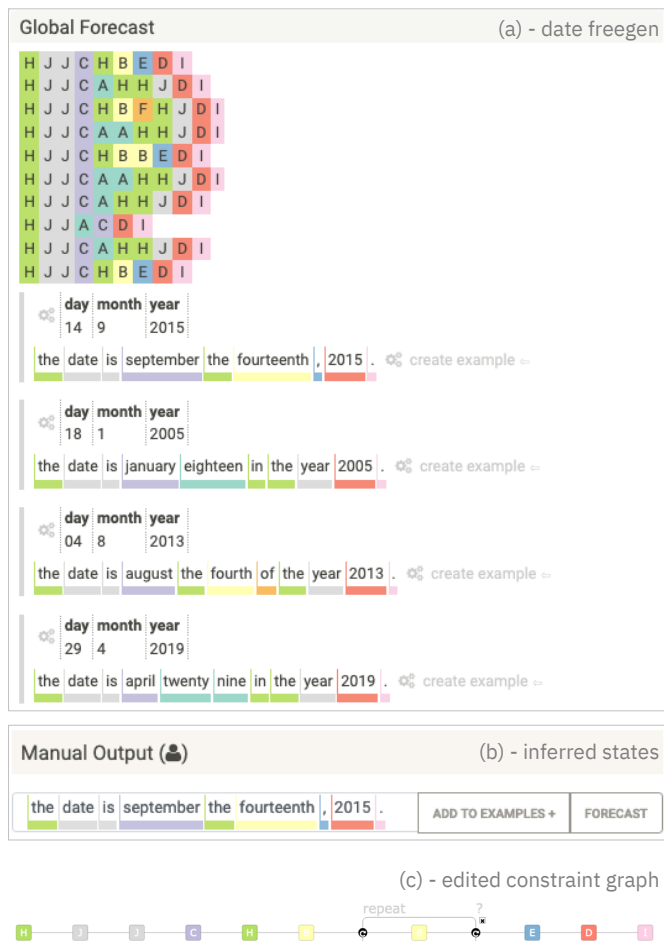 Global Forecast (a) - date freegen
H J J C H B E D I
H J J C A H H J D I
H J J C H B F H J D I
H J J C A A H H J D I
H J J C H B B E D I
H J J C A A H H J D I
H J J C A H H J D I
H J J A C D I
H J J C A H H J D I
H J J C H B E D I
day month year
14 9 2015
the date is september the fourteenth , 2015 . create example ⇦
day month year
18 1 2005
the date is january eighteen in the year 2005 . create example ⇦
day month year
04 8 2013
the date is august the fourth of the year 2013 . create example ⇦
day month year
29 4 2019
the date is april twenty nine in the year 2019 . create example ⇦
Manual Output ( ) (b) - inferred states
the date is september the fourteenth , 2015 . ADD TO EXAMPLES + FORECAST
(c) - edited constraint graph
repeat ?
H J J C H E D I